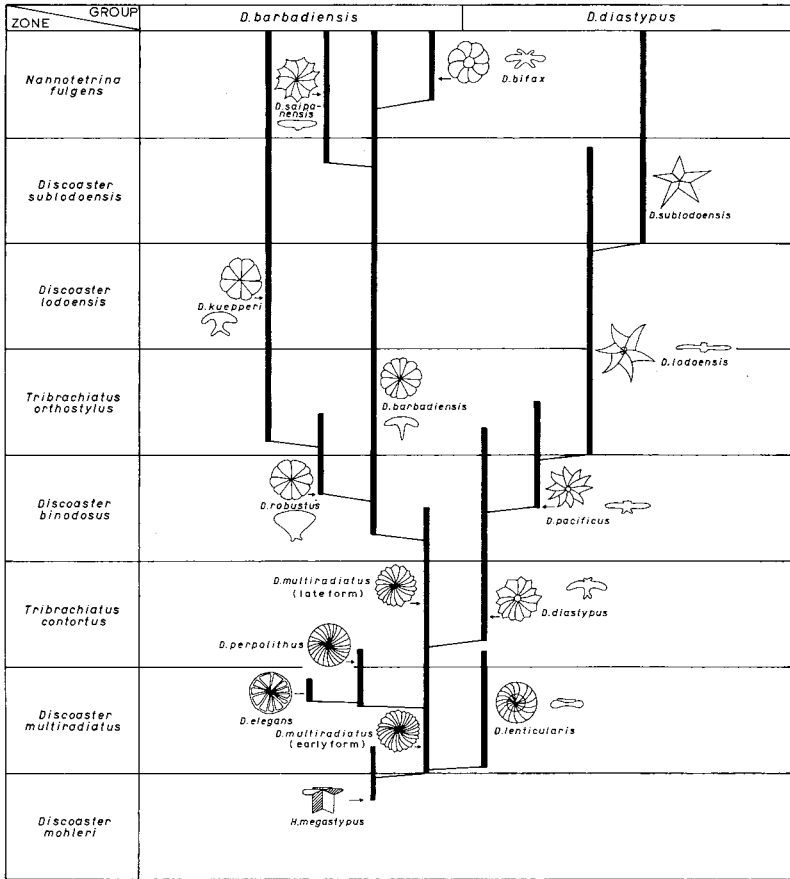 GROUP
ZONE
D.barbadiensis
D.diastypus
Nannotetrina
fulgens
D.saipa-
nensis
D.bifax
Discoaster
sublodoensis
D.sublodoensis
Discoaster
lodoensis
D.kuepperi
D.lodoensis
Tribrachiatus
orthostylus
D.barbadiensis
Discoaster
binodosus
D.robustus
D.pacificus
Tribrachiatus
contortus
D.multiradiatus
(late form)
D.diastypus
D.perpolithus
Discoaster
multiradiatus
D.elegans
D.multiradiatus
(early form)
D.lenticularis
H.megastypus
Discoaster
mohleri